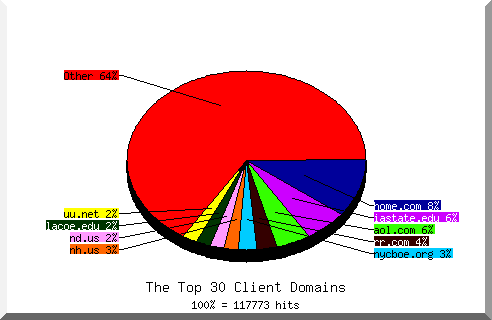 Other 64%
home.com 8%
iastate.edu 6%
aol.com 6%
rr.com 4%
nycboe.org 3%
uu.net 2%
lacoe.edu 2%
nd.us 2%
nh.us 3%
The Top 30 Client Domains
100% = 117773 hits